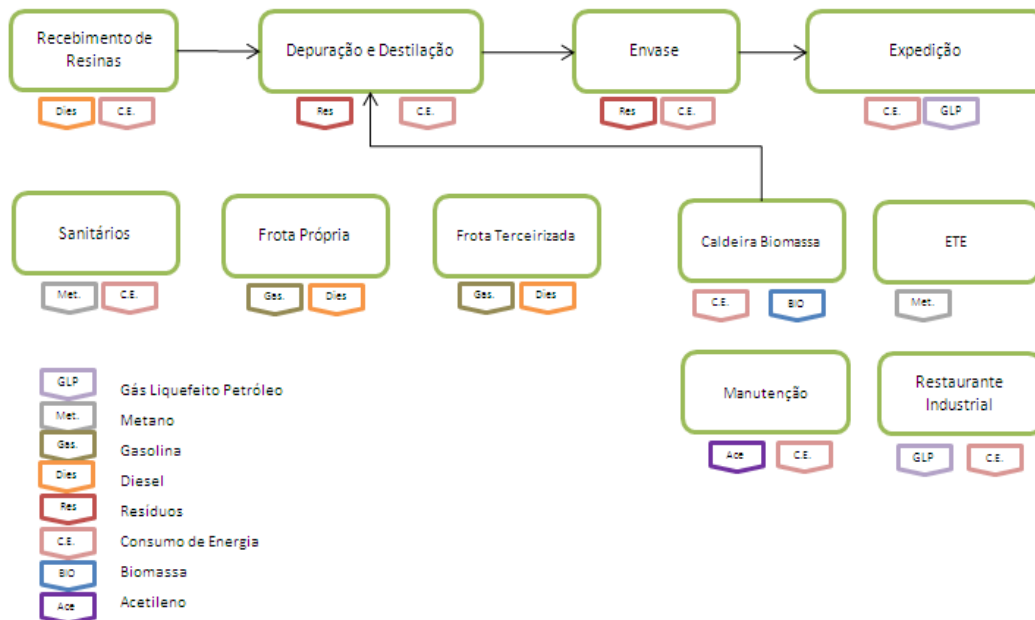 Recebimento de
Resinas
Depuração e Destilação
Envase
Expedição
Dies
C.E.
Res
C.E.
Res
C.E.
C.E.
GLP
Sanitários
Frota Própria
Frota Terceirizada
Caldeira Biomassa
ETE
Met.
C.E.
Gas.
Dies
Gas.
Dies
C.E.
BIO
Met.
Manutenção
Restaurante
Industrial
Ace
C.E.
GLP
C.E.
GLP Gás Liquefeito Petróleo
Met. Metano
Gas. Gasolina
Dies Diesel
Res Resíduos
C.E. Consumo de Energia
BIO Biomassa
Ace Acetileno